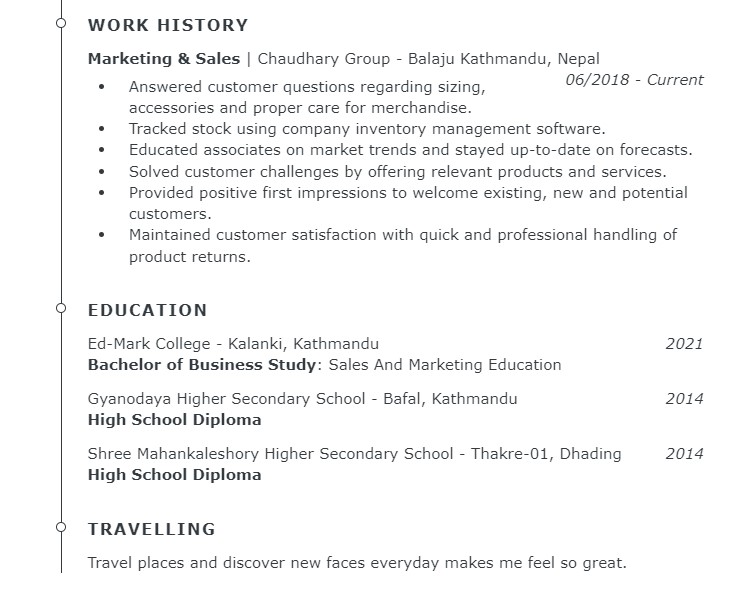 WORK HISTORY
Marketing & Sales | Chaudhary Group - Balaju Kathmandu, Nepal
06/2018 - Current
• Answered customer questions regarding sizing,
accessories and proper care for merchandise.
• Tracked stock using company inventory management software.
• Educated associates on market trends and stayed up-to-date on forecasts.
• Solved customer challenges by offering relevant products and services.
• Provided positive first impressions to welcome existing, new and potential
customers.
• Maintained customer satisfaction with quick and professional handling of
product returns.
EDUCATION
Ed-Mark College - Kalanki, Kathmandu 2021
Bachelor of Business Study: Sales And Marketing Education
Gyanodaya Higher Secondary School - Bafal, Kathmandu 2014
High School Diploma
Shree Mahankaleshory Higher Secondary School - Thakre-01, Dhading 2014
High School Diploma
TRAVELLING
Travel places and discover new faces everyday makes me feel so great.